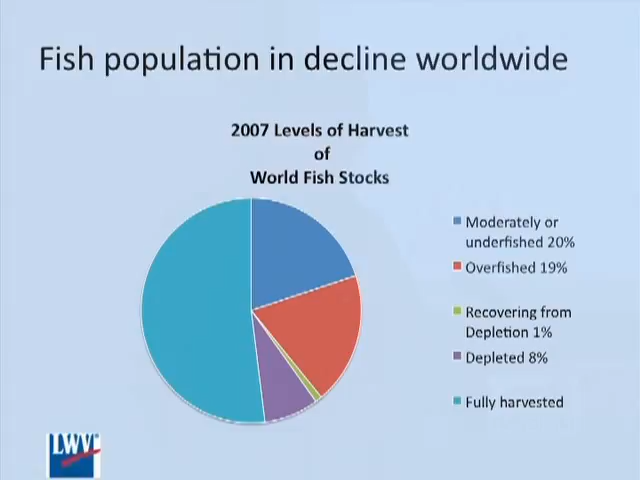 Fish population in decline worldwide
2007 Levels of Harvest
of
World Fish Stocks
Moderately or
underfished 20%
Overfished 19%
Recovering from
Depletion 1%
Depleted 8%
Fully harvested
LWV